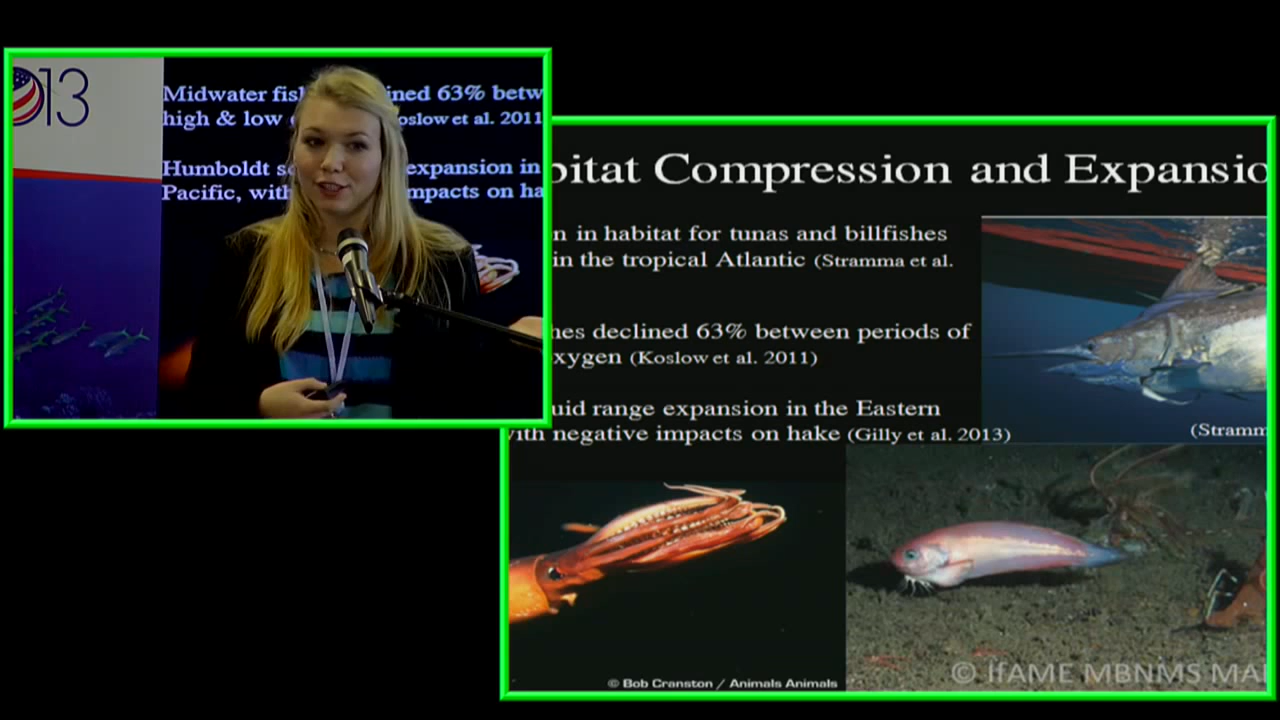 13
Midwater fis ined 63% betw
high & low oslow et al. 2011
Humboldt s expansion in
Pacific, with mpacts on ha
bitat Compression and Expansio
n in habitat for tunas and billfishes
in the tropical Atlantic (Stramma et al.
hes declined 63% between periods of
xygen (Koslow et al. 2011)
uid range expansion in the Eastern
with negative impacts on hake (Gilly et al. 2013)
(Stramm
© Bob Cranston / Animals Animals
© IfAME MBNMS MA